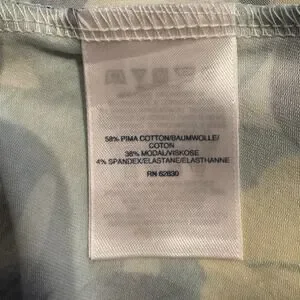 58% PIMA COTTON/BAUMWOLLE/
COTON
38% MODAL/VISKOSE
4% SPANDEX/ELASTANE/ELASTHANNE
RN 62830